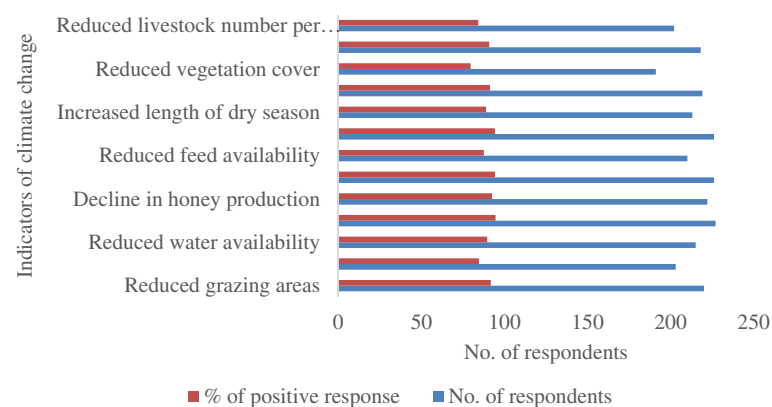 Indicators of climate change
Reduced livestock number per…
Reduced vegetation cover
Increased length of dry season
Reduced feed availability
Decline in honey production
Reduced water availability
Reduced grazing areas
0 50 100 150 200 250
No. of respondents
% of positive response No. of respondents